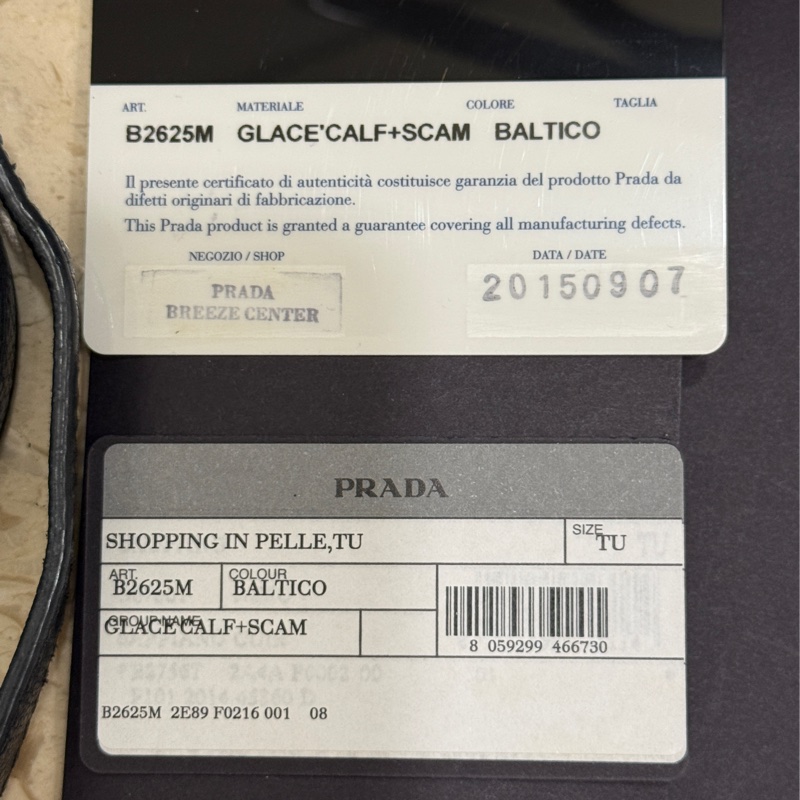 ART. MATERIALE COLORE TAGLIA
B2625M GLACE'CALF+SCAM BALTICO
Il presente certificato di autenticità costituisce garanzia del prodotto Prada da
difetti originari di fabbricazione.
This Prada product is granted a guarantee covering all manufacturing defects.
NEGOZIO / SHOP DATA / DATE
PRADA
BREEZE CENTER
20150907
PRADA
SHOPPING IN PELLE,TU
SIZE
TU
ART. COLOUR
B2625M BALTICO
GROUP NAME
GLACE'CALF+SCAM
8 059299 466730
B2625M 2E89 F0216 001 08